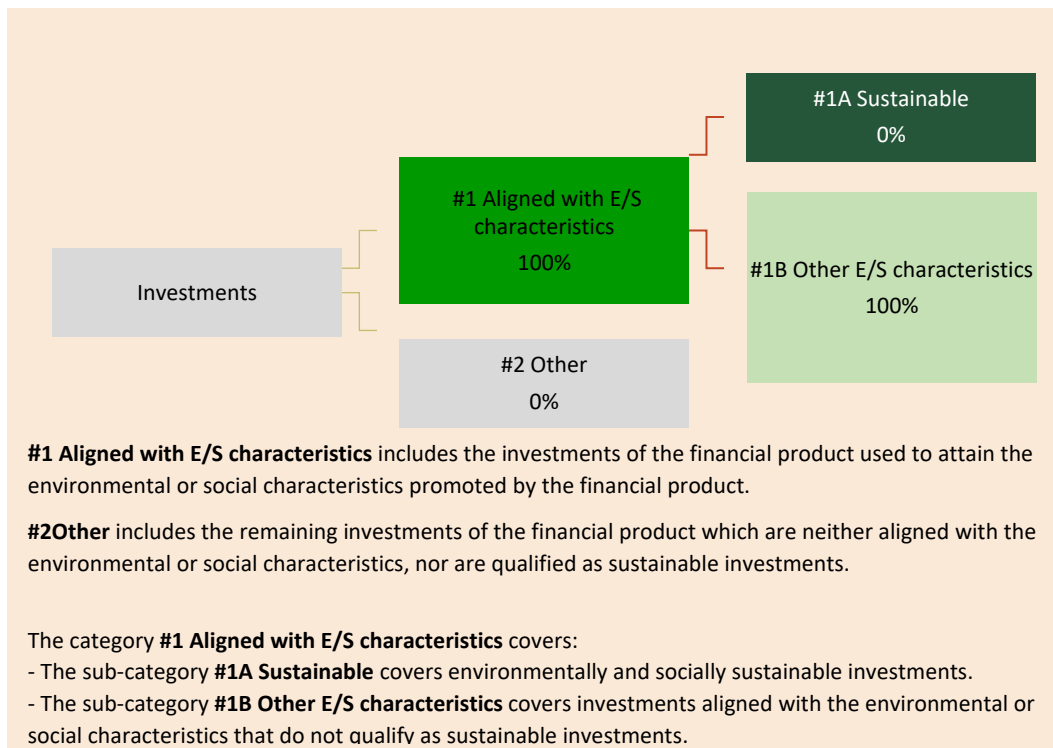 #1A Sustainable
0%
#1 Aligned with E/S
characteristics
100%
#1B Other E/S characteristics
100%
Investments
#2 Other
0%
#1 Aligned with E/S characteristics includes the investments of the financial product used to attain the
environmental or social characteristics promoted by the financial product.
#2Other includes the remaining investments of the financial product which are neither aligned with the
environmental or social characteristics, nor are qualified as sustainable investments.
The category #1 Aligned with E/S characteristics covers:
- The sub-category #1A Sustainable covers environmentally and socially sustainable investments.
- The sub-category #1B Other E/S characteristics covers investments aligned with the environmental or
social characteristics that do not qualify as sustainable investments.